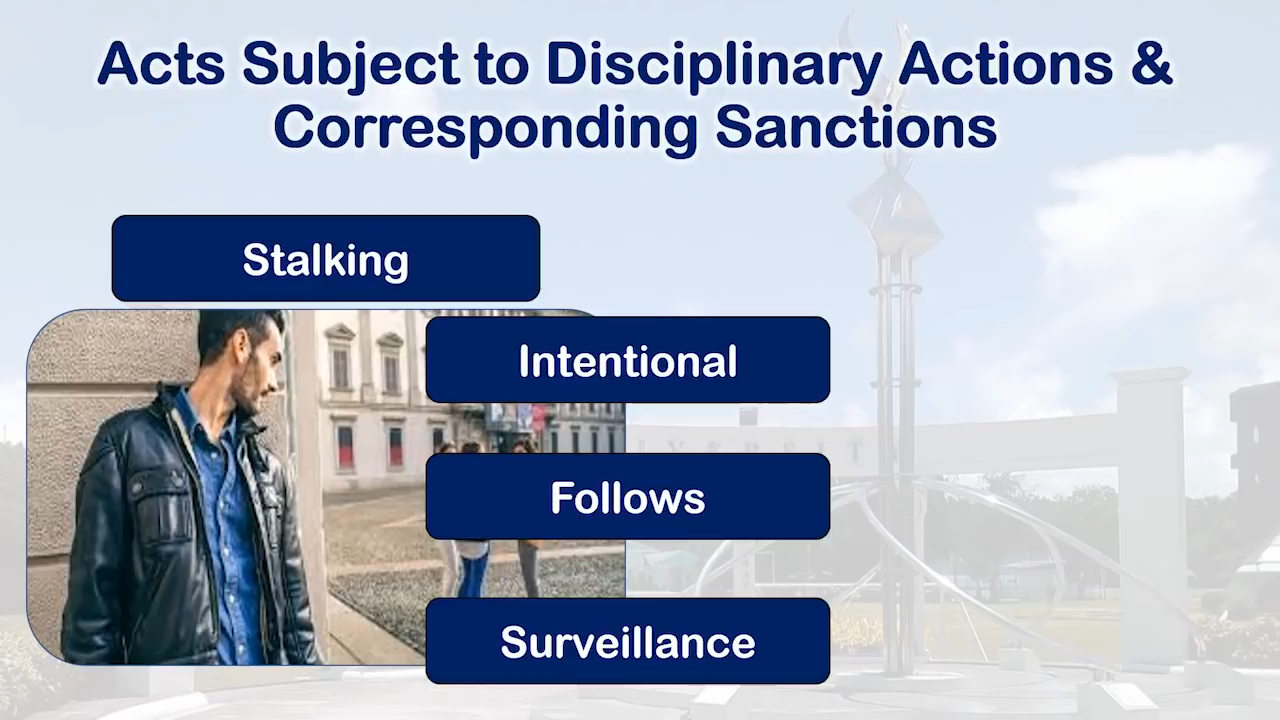 Acts Subject to Disciplinary Actions &
Corresponding Sanctions
Stalking
Intentional
Follows
Surveillance